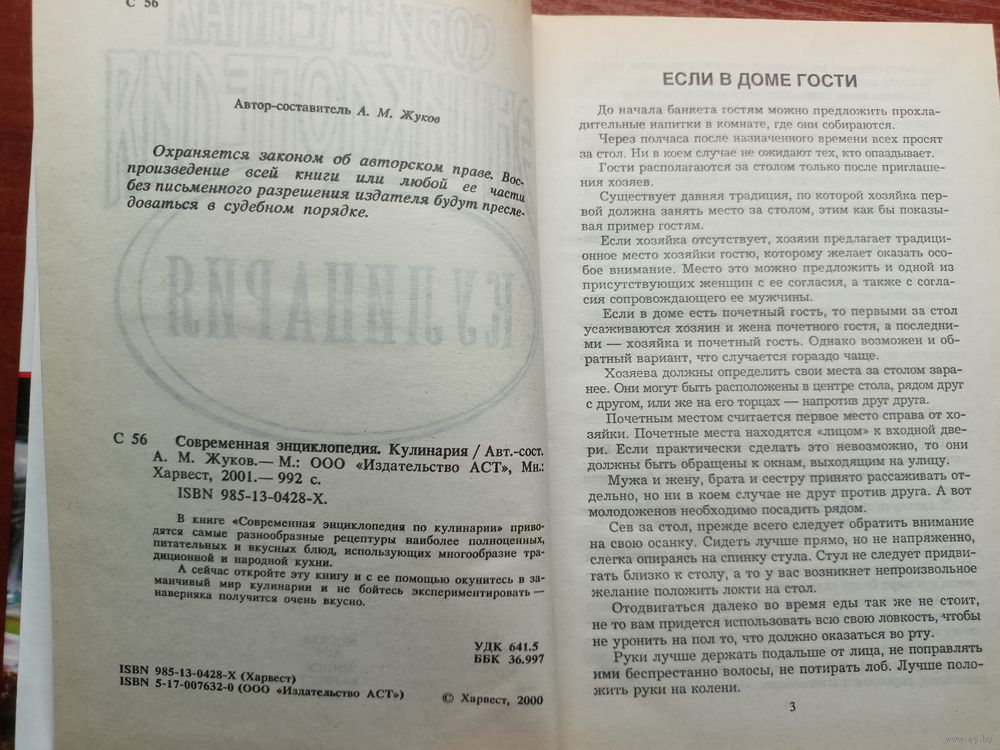 С 56
Автор-составитель А. М. Жуков
Охраняется законом об авторском праве. Вос-
произведение всей книги или любой ее части
без письменного разрешения издателя будут пресле-
доваться в судебном порядке.
КУЛИНАРИЯ
С 56 Современная энциклопедия. Кулинария / Авт.-сост.
А. М. Жуков.— М.: ООО «Издательство АСТ», Мн.:
Харвест, 2001.— 992 с.
ISBN 985-13-0428-X.
В книге «Современная энциклопедия по кулинарии» приво-
дятся самые разнообразные рецептуры наиболее полноценных,
питательных и вкусных блюд, использующих многообразие тра-
диционной и народной кухни.
А сейчас откройте эту книгу и с ее помощью окунитесь в за-
манчивый мир кулинарии и не бойтесь экспериментировать —
наверняка получится очень вкусно.
УДК 641.5
ББК 36.997
ISBN 985-13-0428-X (Харвест)
ISBN 5-17-007632-0 (ООО «Издательство АСТ»)
© Харвест, 2000
ЕСЛИ В ДОМЕ ГОСТИ
До начала банкета гостям можно предложить прохла-
дительные напитки в комнате, где они собираются.
Через полчаса после назначенного времени всех просят
за стол. Ни в коем случае не ожидают тех, кто опаздывает.
Гости располагаются за столом только после приглаше-
ния хозяев.
Существует давняя традиция, по которой хозяйка пер-
вой должна занять место за столом, этим как бы показы-
вая пример гостям.
Если хозяйка отсутствует, хозяин предлагает традици-
онное место хозяйки гостю, которому желает оказать осо-
бое внимание. Место это можно предложить и одной из
присутствующих женщин с ее согласия, а также с согла-
сия сопровождающего ее мужчины.
Если в доме есть почетный гость, то первыми за стол
усаживаются хозяин и жена почетного гостя, а последни-
ми — хозяйка и почетный гость. Однако возможен и об-
ратный вариант, что случается гораздо чаще.
Хозяева должны определить свои места за столом зара-
нее. Они могут быть расположены в центре стола, рядом друг
с другом, или же на его торцах — напротив друг друга.
Почетным местом считается первое место справа от хо-
зяйки. Почетные места находятся «лицом» к входной две-
ри. Если практически сделать это невозможно, то они
должны быть обращены к окнам, выходящим на улицу.
Мужа и жену, брата и сестру принято рассаживать от-
дельно, но ни в коем случае не друг против друга. А вот
молодоженов необходимо посадить рядом.
Сев за стол, прежде всего следует обратить внимание
на свою осанку. Сидеть лучше прямо, но не напряженно,
слегка опираясь на спинку стула. Стул не следует придви-
гать близко к столу, а то у вас возникнет непроизвольное
желание положить локти на стол.
Отодвигаться далеко во время еды так же не стоит,
не то вам придется использовать всю свою ловкость, чтобы
не уронить на пол то, что должно оказаться во рту.
Руки лучше держать подальше от лица, не поправлять
ими беспрестанно волосы, не потирать лоб. Лучше поло-
жить руки на колени.
3
www.ay.by